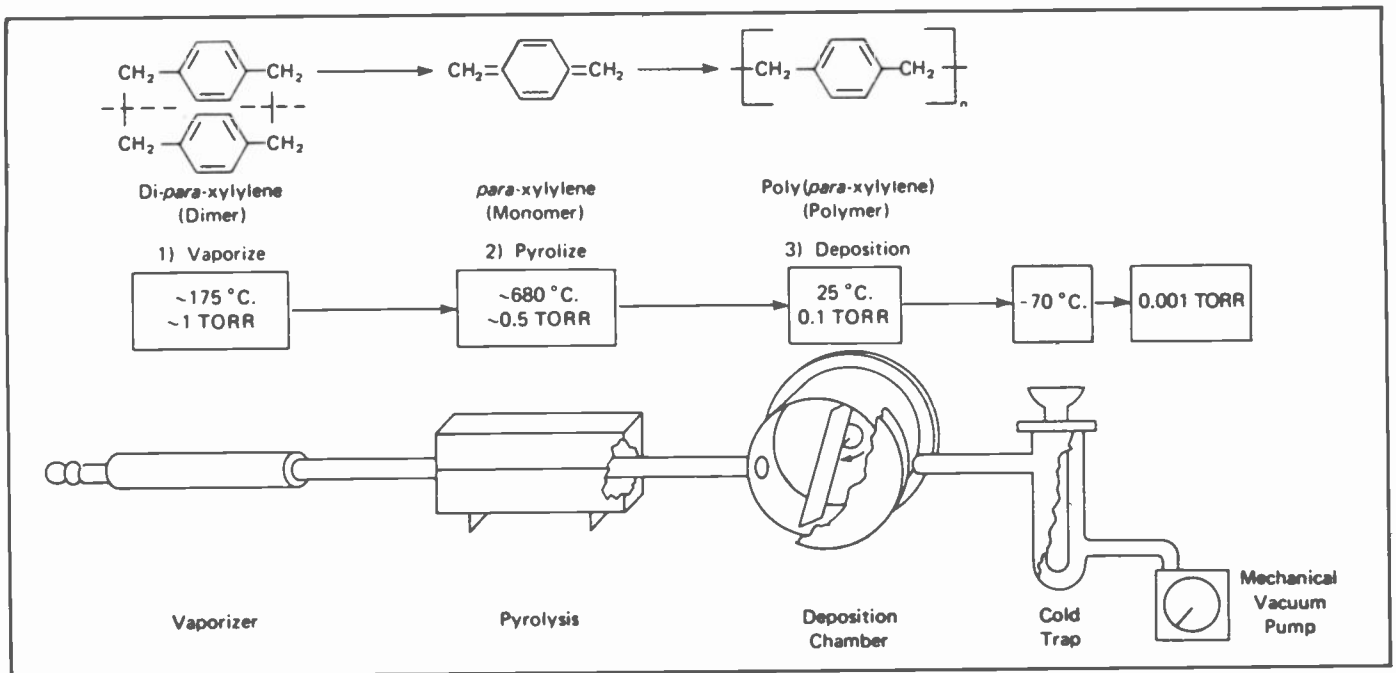 CH₂ CH₂
CH₂ CH₂
CH₂= =CH₂
CH₂ CH₂
n
Di-para-xylylene
(Dimer)
para-xylylene
(Monomer)
Poly(para-xylylene)
(Polymer)
1) Vaporize
2) Pyrolize
3) Deposition
~175 °C.
~1 TORR
~680 °C.
~0.5 TORR
25 °C.
0.1 TORR
-70 °C.
0.001 TORR
Vaporizer
Pyrolysis
Deposition
Chamber
Cold
Trap
Mechanical
Vacuum
Pump